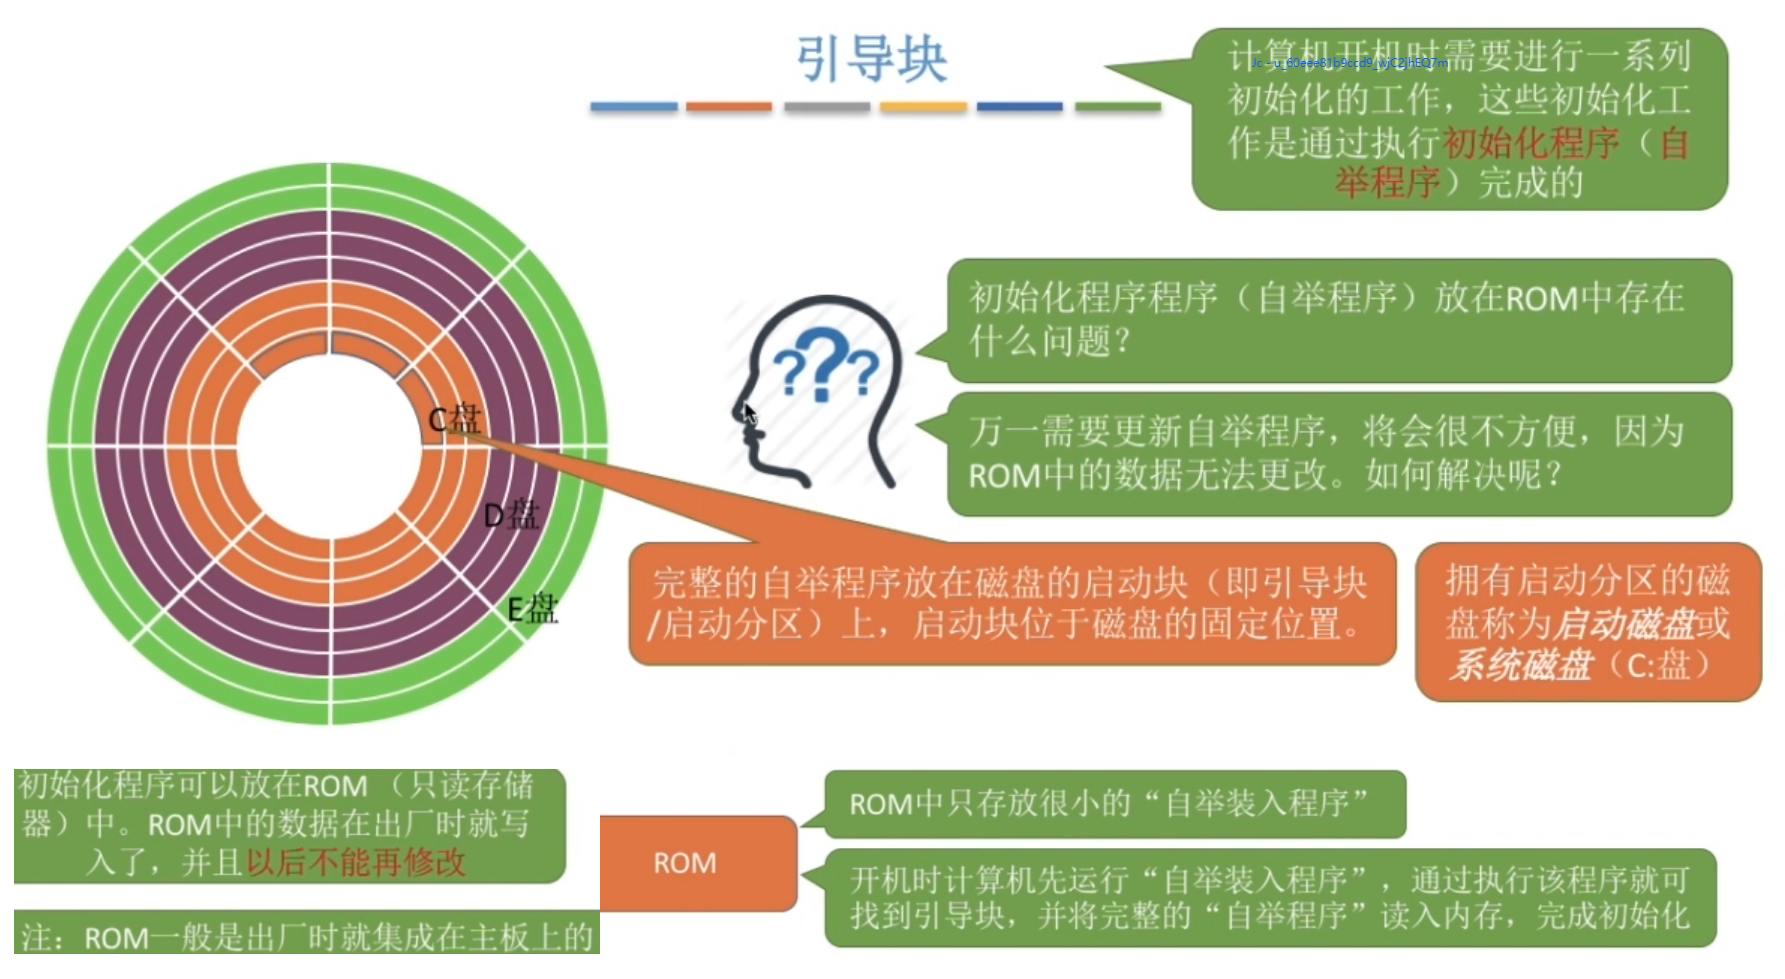 引导块
计算机开机时需要进行一系列
初始化的工作，这些初始化工
作是通过执行初始化程序（自
举程序）完成的
Jc - u_60eee81b9ccd9_wjC2jhEQ7m
初始化程序程序（自举程序）放在ROM中存在
什么问题？
???
万一需要更新自举程序，将会很不方便，因为
ROM中的数据无法更改。如何解决呢？
C盘
D盘
E盘
完整的自举程序放在磁盘的启动块（即引导块
/启动分区）上，启动块位于磁盘的固定位置。
拥有启动分区的磁
盘称为启动磁盘或
系统磁盘（C:盘）
初始化程序可以放在ROM （只读存储
器）中。ROM中的数据在出厂时就写
入了，并且以后不能再修改
注：ROM一般是出厂时就集成在主板上的
ROM
ROM中只存放很小的“自举装入程序”
开机时计算机先运行“自举装入程序”，通过执行该程序就可
找到引导块，并将完整的“自举程序”读入内存，完成初始化